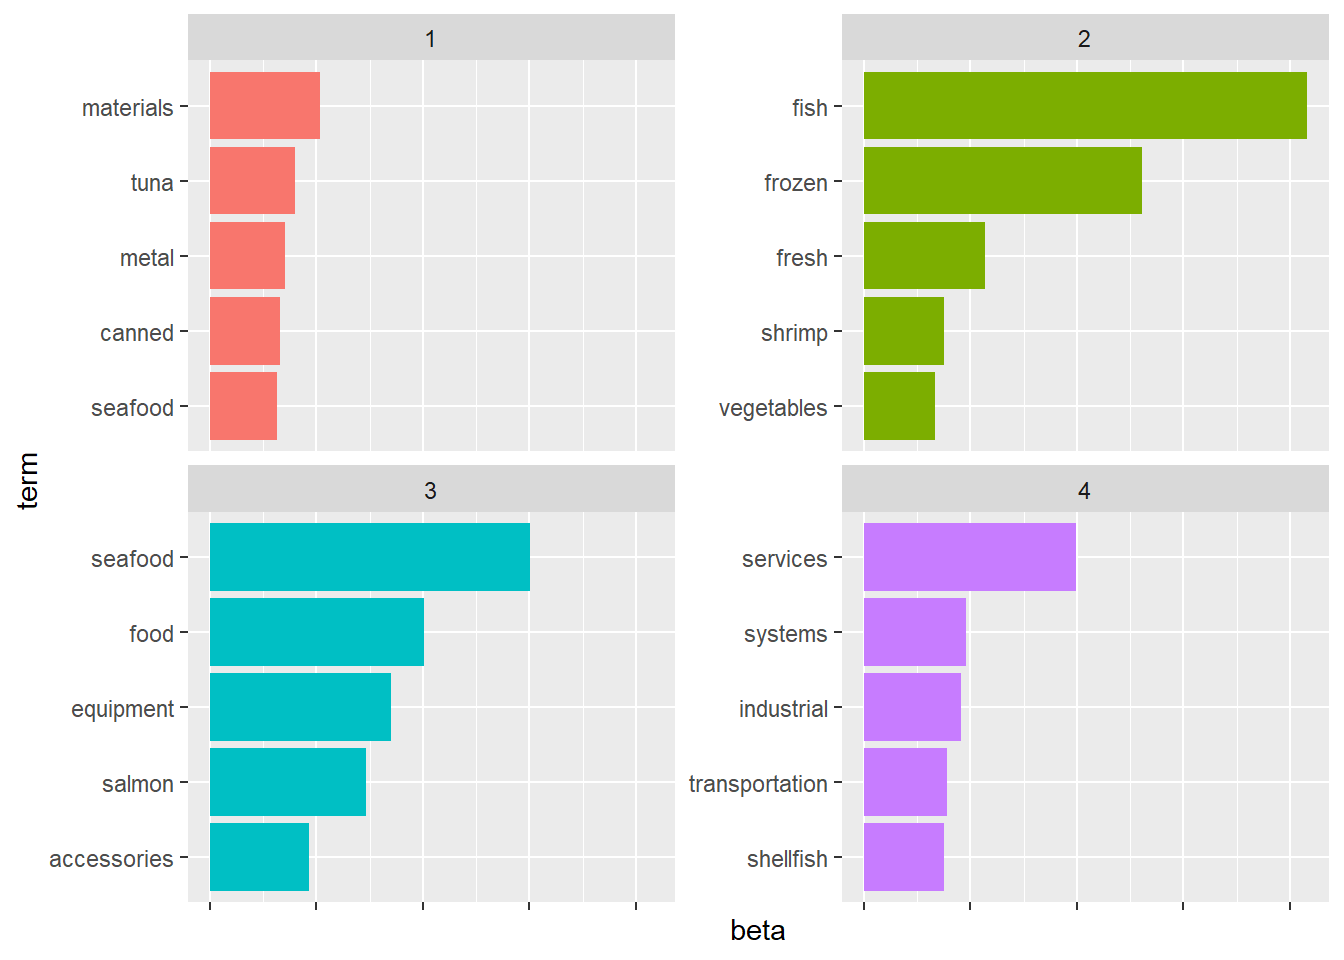 1
materials
tuna
metal
canned
seafood
2
fish
frozen
fresh
shrimp
vegetables
term
3
seafood
food
equipment
salmon
accessories
4
services
systems
industrial
transportation
shellfish
beta